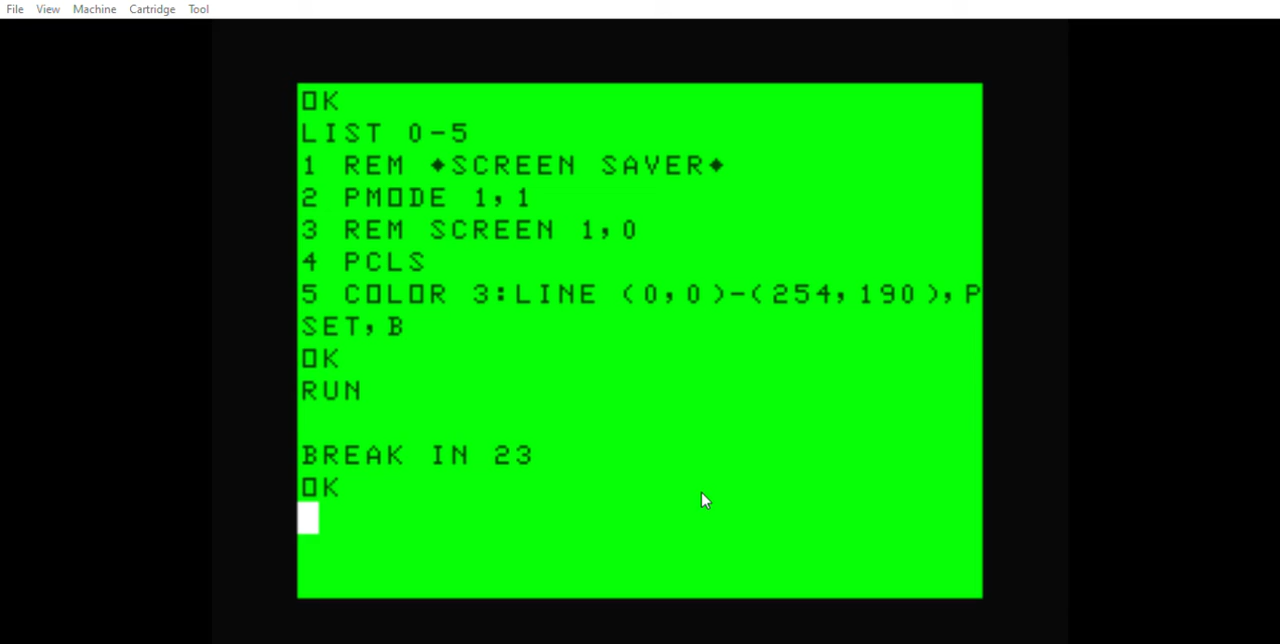 File View Machine Cartridge Tool
OK
LIST 0-5
1 REM ◆SCREEN SAVER◆
2 PMODE 1,1
3 REM SCREEN 1,0
4 PCLS
5 COLOR 3:LINE (0,0)-(254,190),P
SET,B
OK
RUN
BREAK IN 23
OK